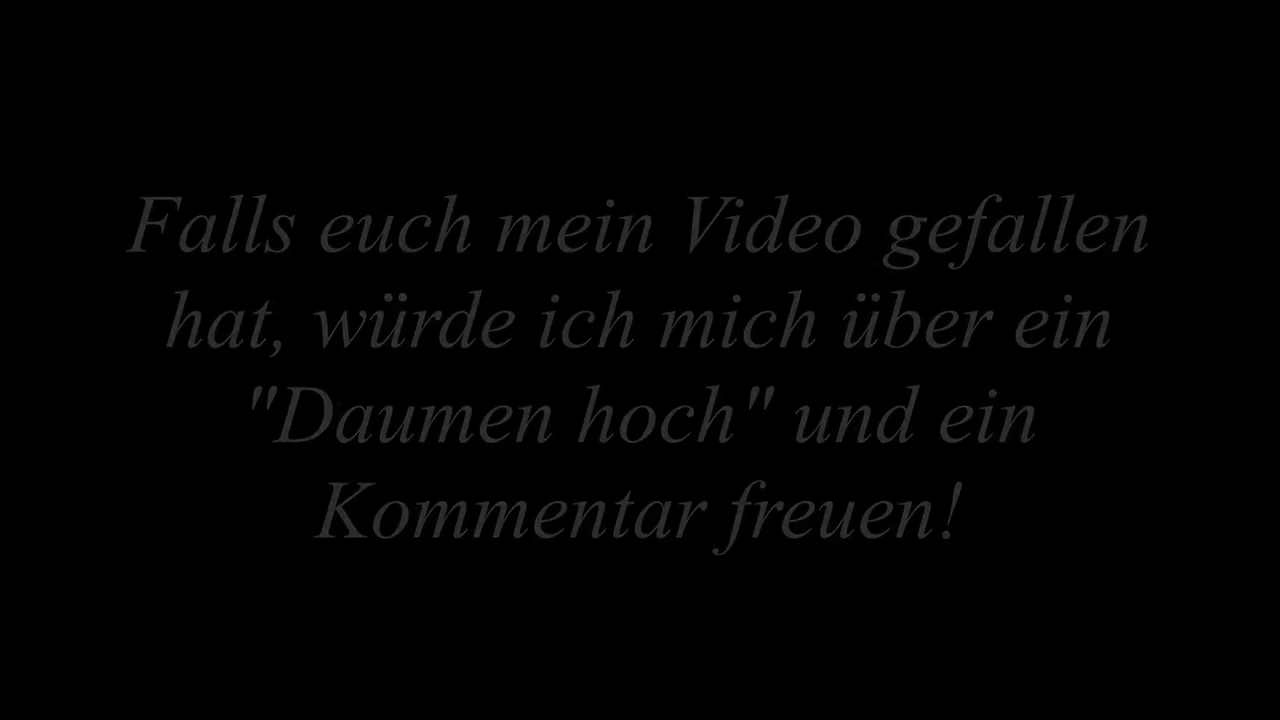 Falls euch mein Video gefallen
hat, würde ich mich über ein
"Daumen hoch" und ein
Kommentar freuen!